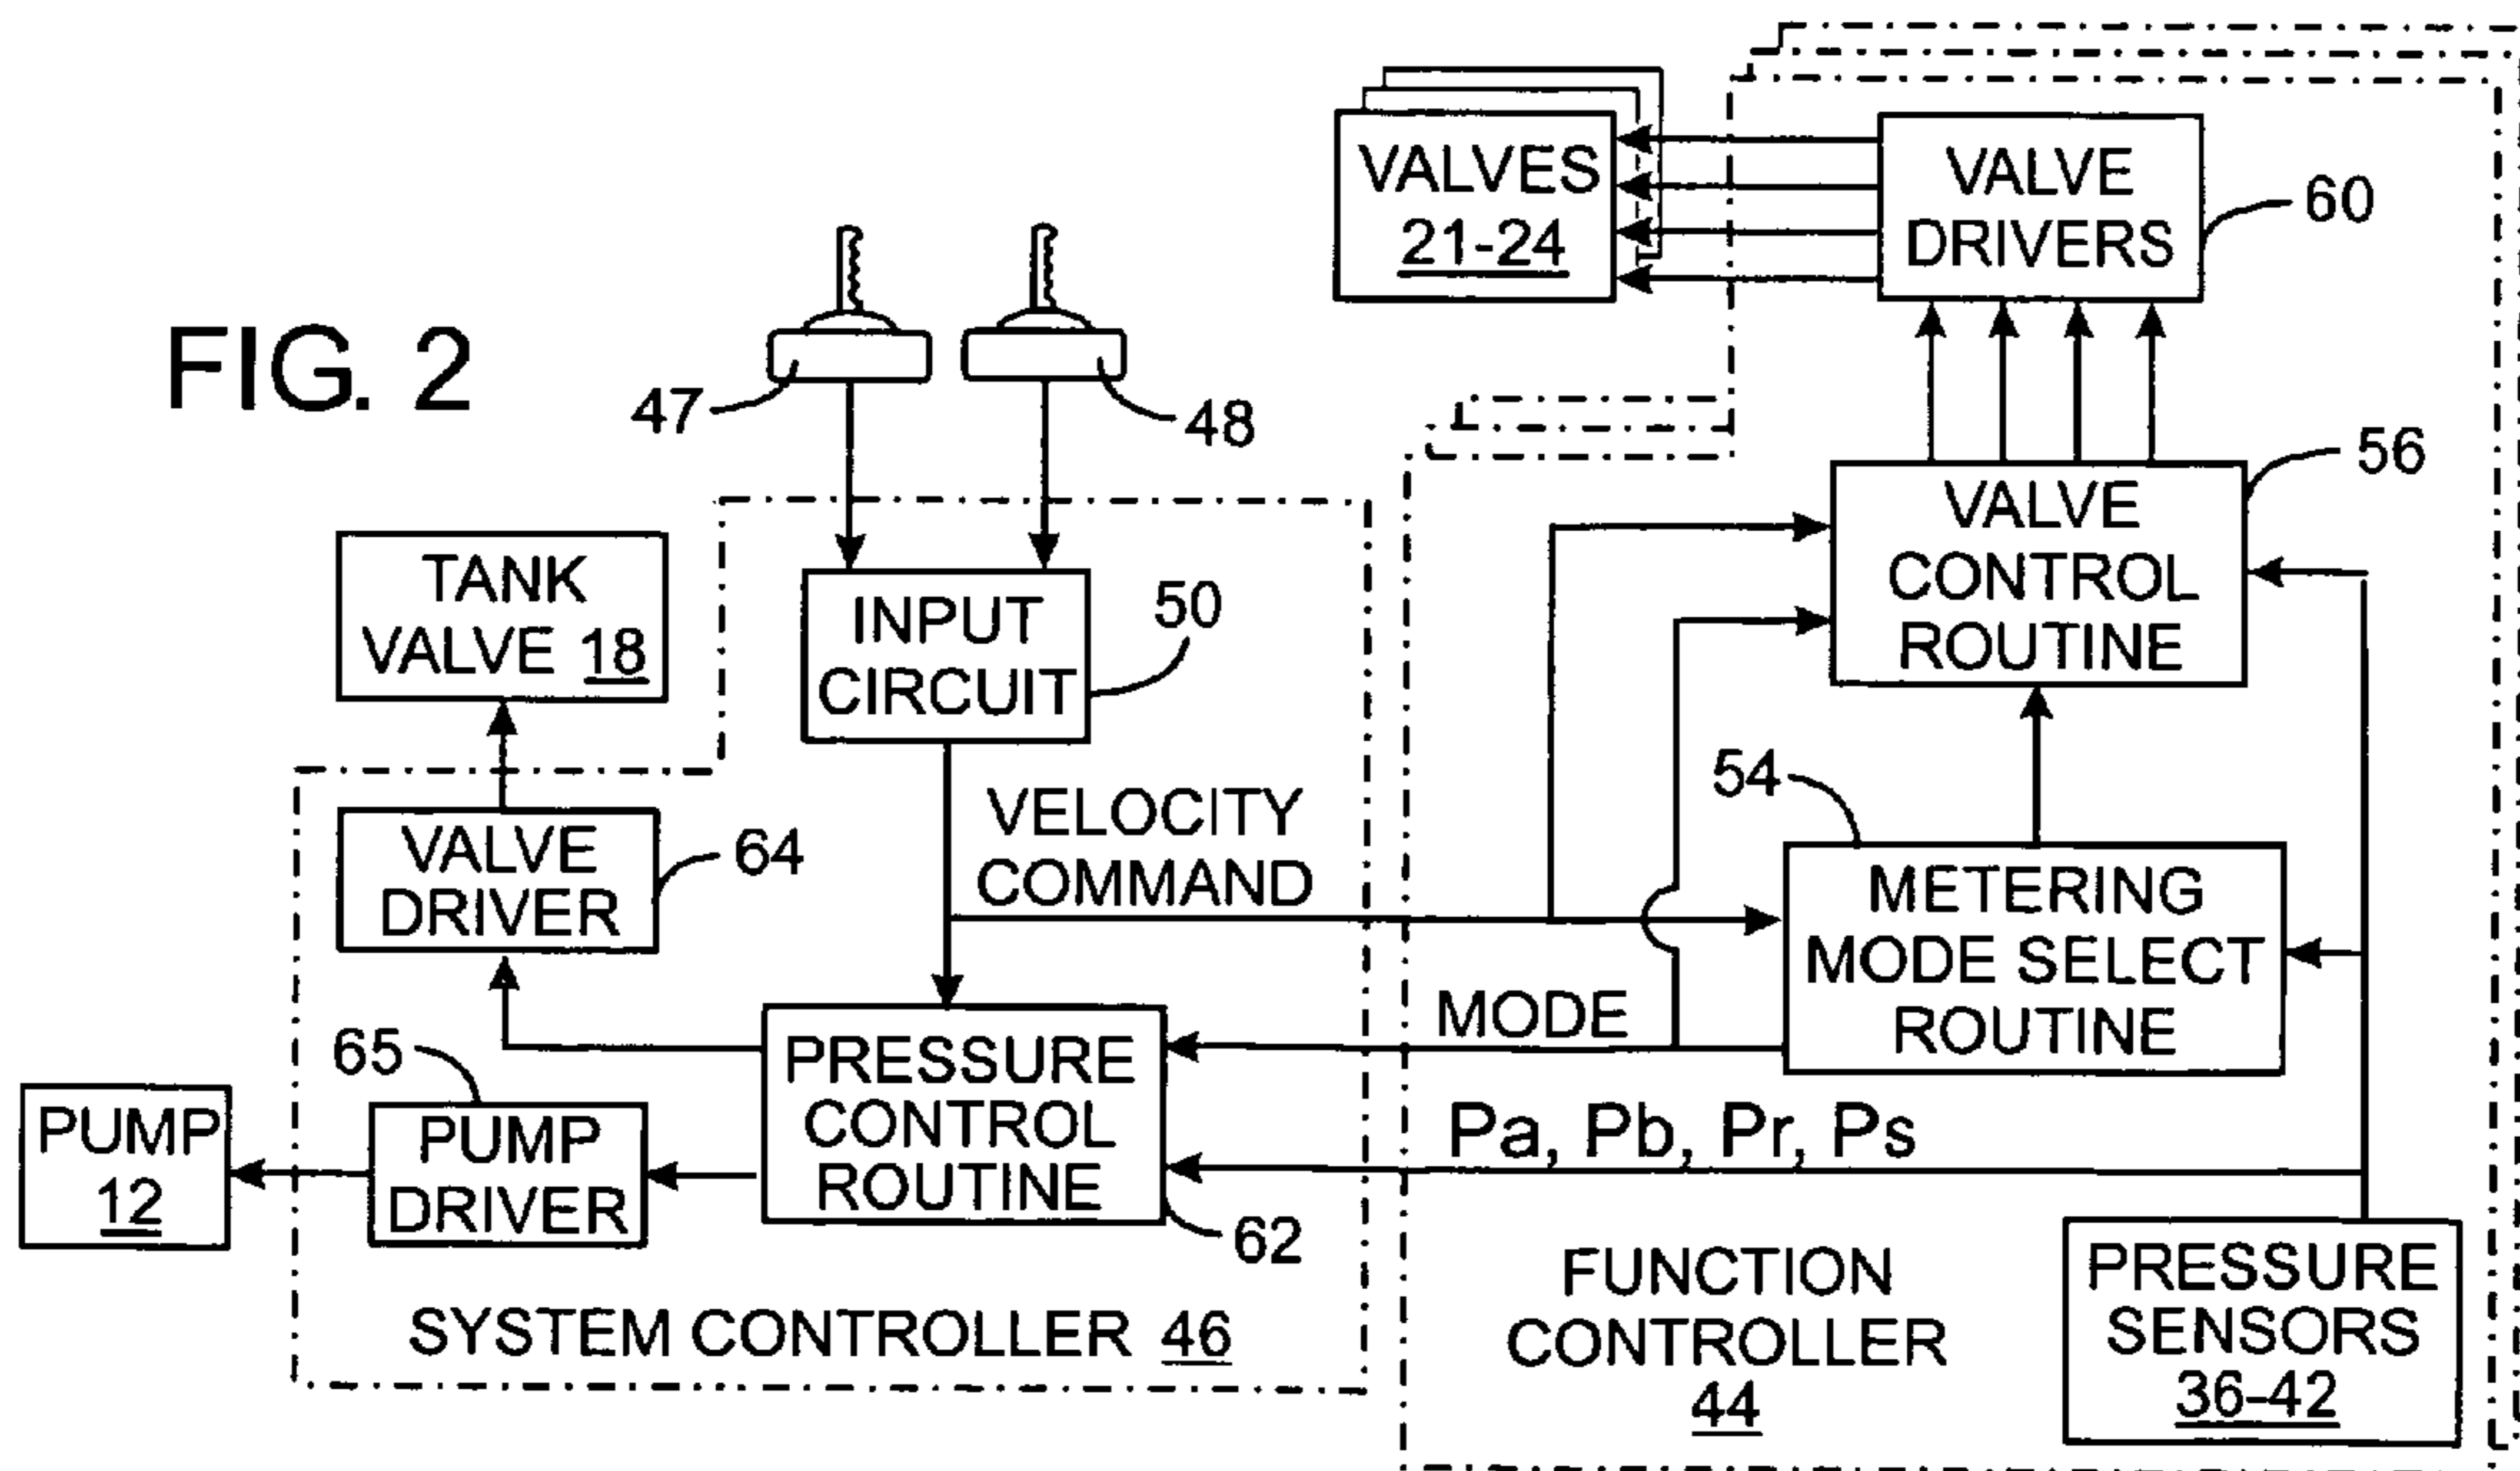 FIG. 2
VALVES
21-24
VALVE
DRIVERS
60
47
48
56
VALVE
CONTROL
ROUTINE
TANK
VALVE 18
INPUT
CIRCUIT
50
VELOCITY
COMMAND
54
VALVE
DRIVER
64
METERING
MODE SELECT
ROUTINE
MODE
65
PRESSURE
CONTROL
ROUTINE
62
PUMP
12
PUMP
DRIVER
Pa, Pb, Pr, Ps
SYSTEM CONTROLLER 46
FUNCTION
CONTROLLER
44
PRESSURE
SENSORS
36-42